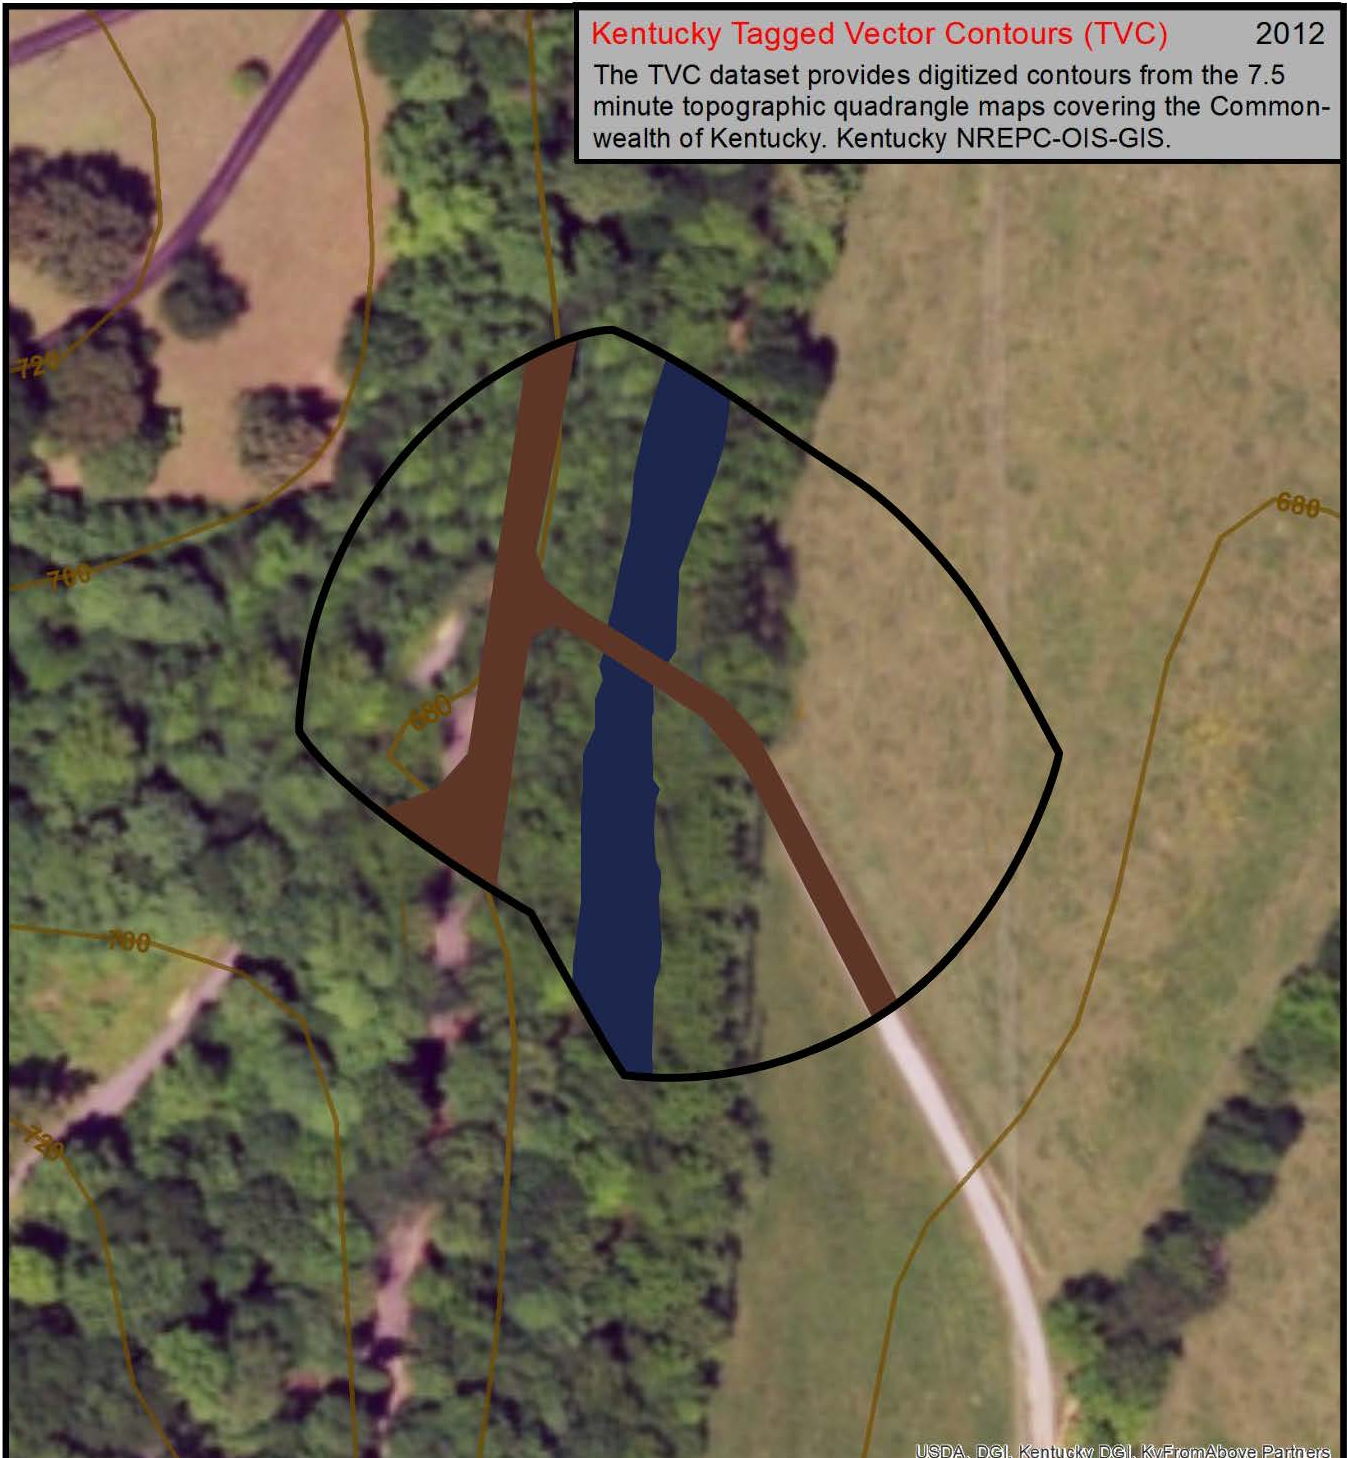 Kentucky Tagged Vector Contours (TVC) 2012
The TVC dataset provides digitized contours from the 7.5
minute topographic quadrangle maps covering the Common-
wealth of Kentucky. Kentucky NREPC-OIS-GIS.
720
680
700
680
700
720
USDA, DGI, Kentucky DGI, KyFromAbove Partners